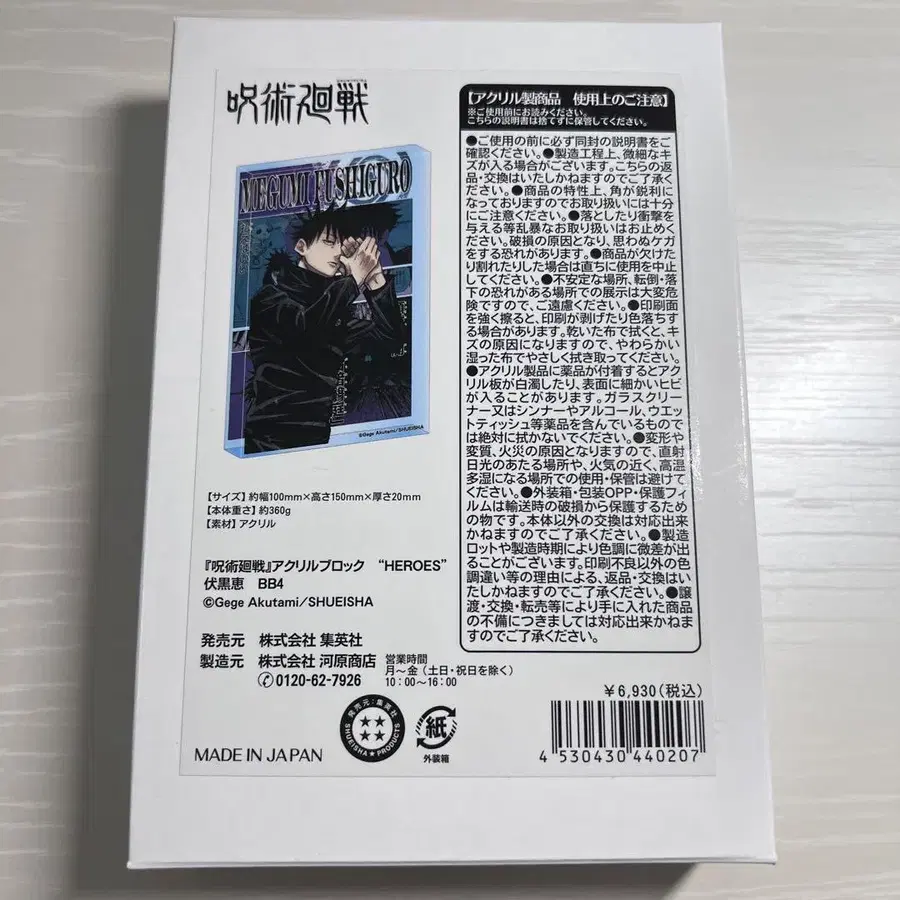 呪術廻戦
MEGUMI FUSHIGURO
©Gege Akutami/SHUEISHA
【サイズ】約幅100mm×高さ150mm×厚さ20mm
【本体重さ】約360g
【素材】アクリル
『呪術廻戦』アクリルブロック “HEROES”
伏黒恵 BB4
©Gege Akutami/SHUEISHA
発売元 株式会社 集英社
製造元 株式会社 河原商店
0120-62-7926
営業時間
月～金(土日・祝日を除く)
10:00～16:00
MADE IN JAPAN
発売元:集英社
SHUEISHA PRODUCTS
紙
外装箱
【アクリル製商品 使用上のご注意】
※ご使用前にお読みください。
こちらの説明書は捨てずに保管してください。
●ご使用の前に必ず同封の説明書をご
確認ください。●製造工程上、微細なキ
ズが入る場合がございます。こちらの返
品・交換はいたしかねますのでご了承く
ださい。●商品の特性上、角が鋭利に
なっておりますのでお取り扱いには十分
にご注意ください。●落としたり衝撃を
与える等乱暴なお取り扱いはお止めく
ださい。破損の原因となり、思わぬケガ
をする恐れがあります。●商品が欠けた
り割れたりした場合は直ちに使用を中止
してください。●不安定な場所、転倒・落
下の恐れがある場所での展示は大変危
険ですので、ご遠慮ください。●印刷面
を強く擦ると、印刷が剥げたり色落ちす
る場合があります。乾いた布で拭くと、キ
ズの原因になりますので、やわらかい
湿った布でやさしく拭き取ってください。
●アクリル製品に薬品が付着するとアク
リル板が白濁したり、表面に細かいヒビ
が入ることがあります。ガラスクリー
ナー又はシンナーやアルコール、ウエッ
トティッシュ等薬品を含んでいるもので
は絶対に拭かないでください。●変形や
変質、火災の原因となりますので、直射
日光のあたる場所や、火気の近く、高温
多湿になる場所での使用・保管は避けて
ください。●外装箱・包装OPP・保護フィ
ルムは輸送時の破損から保護するため
の物です。本体以外の交換は対応出来
かねますのでご了承ください。●製造
ロットや製造時期により色調に微差が出
ることがございます。印刷不良以外の色
調違い等の理由による、返品・交換はい
たしかねますのでご了承ください。●譲
渡・交換・転売等により手に入れた商品
の不備につきましては対応出来かねま
すのでご了承ください。
￥6,930(税込)
4 530430 440207